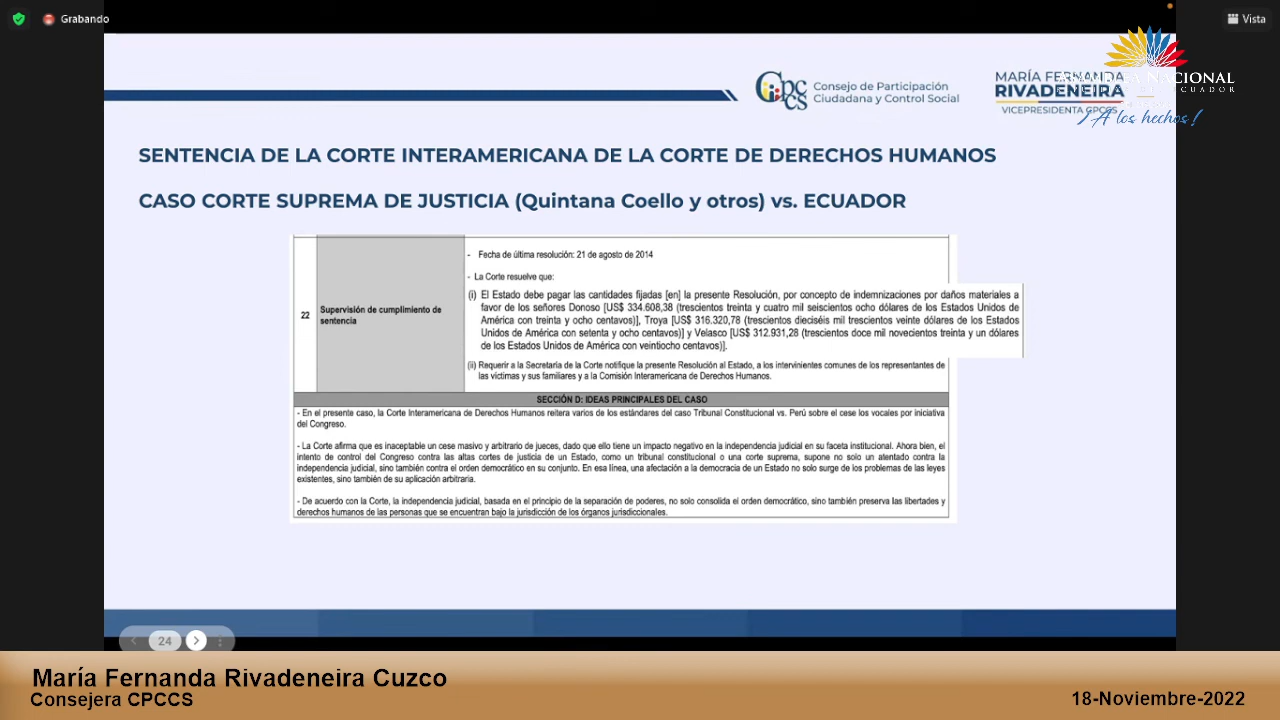 Grabando
Vista
CPCCS
Consejo de Participación
Ciudadana y Control Social
MARÍA FERNANDA
RIVADENEIRA
VICEPRESIDENTA CPCCS
ASAMBLEA NACIONAL
¡A los hechos!
SENTENCIA DE LA CORTE INTERAMERICANA DE LA CORTE DE DERECHOS HUMANOS
CASO CORTE SUPREMA DE JUSTICIA (Quintana Coello y otros) vs. ECUADOR
22
Supervisión de cumplimiento de
sentencia
- Fecha de última resolución: 21 de agosto de 2014
- La Corte resuelve que:
(i) El Estado debe pagar las cantidades fijadas [en] la presente Resolución, por concepto de indemnizaciones por daños materiales a
favor de los señores Donoso [US$ 334.608,38 (trescientos treinta y cuatro mil seiscientos ocho dólares de los Estados Unidos de
América con treinta y ocho centavos)], Troya [US$ 316.320,78 (trescientos dieciséis mil trescientos veinte dólares de los Estados
Unidos de América con setenta y ocho centavos)] y Velasco [US$ 312.931,28 (trescientos doce mil novecientos treinta y un dólares
de los Estados Unidos de América con veintiocho centavos)].
(ii) Requerir a la Secretaría de la Corte notifique la presente Resolución al Estado, a los intervinientes comunes de los representantes de
las víctimas y sus familiares y a la Comisión Interamericana de Derechos Humanos.
SECCIÓN D: IDEAS PRINCIPALES DEL CASO
- En el presente caso, la Corte Interamericana de Derechos Humanos reitera varios de los estándares del caso Tribunal Constitucional vs. Perú sobre el cese los vocales por iniciativa
del Congreso.
- La Corte afirma que es inaceptable un cese masivo y arbitrario de jueces, dado que ello tiene un impacto negativo en la independencia judicial en su faceta institucional. Ahora bien, el
intento de control del Congreso contra las altas cortes de justicia de un Estado, como un tribunal constitucional o una corte suprema, supone no solo un atentado contra la
independencia judicial, sino también contra el orden democrático en su conjunto. En esa línea, una afectación a la democracia de un Estado no solo surge de los problemas de las leyes
existentes, sino también de su aplicación arbitraria.
- De acuerdo con la Corte, la independencia judicial, basada en el principio de la separación de poderes, no solo consolida el orden democrático, sino también preserva las libertades y
derechos humanos de las personas que se encuentran bajo la jurisdicción de los órganos jurisdiccionales.
24
María Fernanda Rivadeneira Cuzco
Consejera CPCCS
18-Noviembre-2022